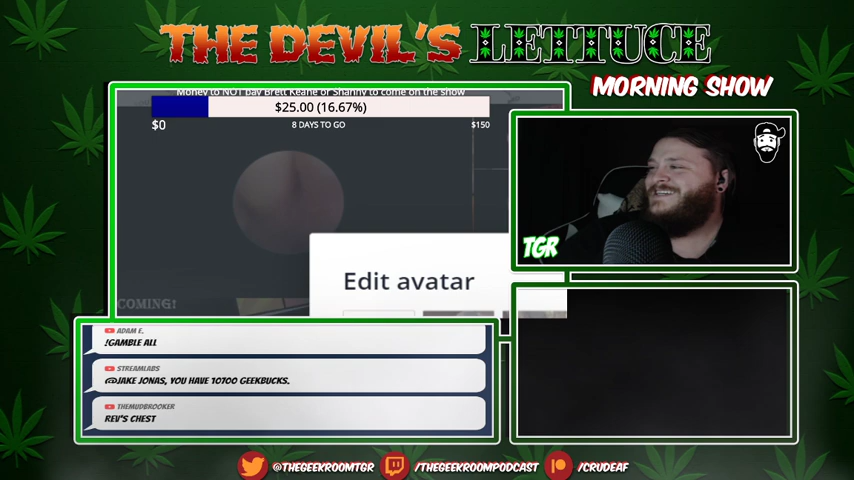 THE DEVIL'S LETTUCE
MORNING SHOW
Money to NOT pay Brett Keane or Shanny to come on the show
$25.00 (16.67%)
$0
8 DAYS TO GO
$150
TGR
Edit avatar
COMING!
ADAM E.
!GAMBLE ALL
STREAMLABS
@JAKE JONAS, YOU HAVE 10700 GEEKBUCKS.
THEMUDBROOKER
REV'S CHEST
@THEGEEKROOMTGR
/THEGEEKROOMPODCAST
/CRUDEAF